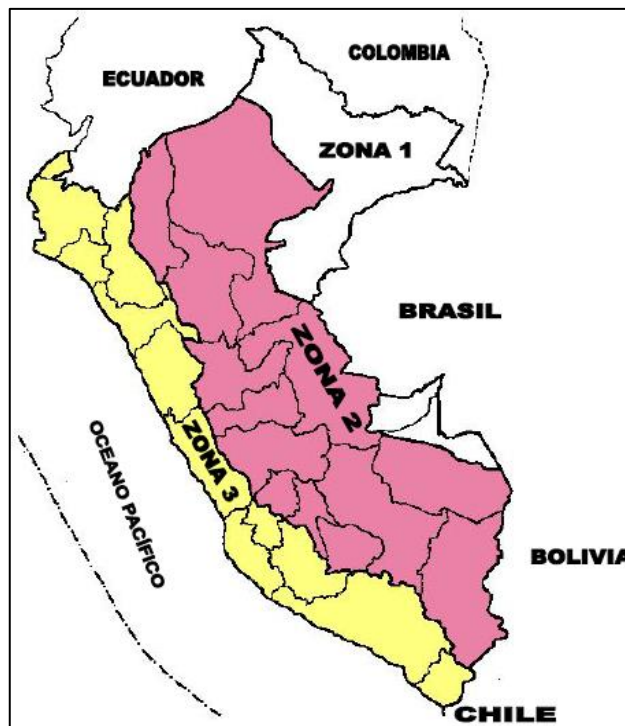 COLOMBIA
ECUADOR
ZONA 1
BRASIL
ZONA 2
ZONA 3
OCEANO PACÍFICO
BOLIVIA
CHILE